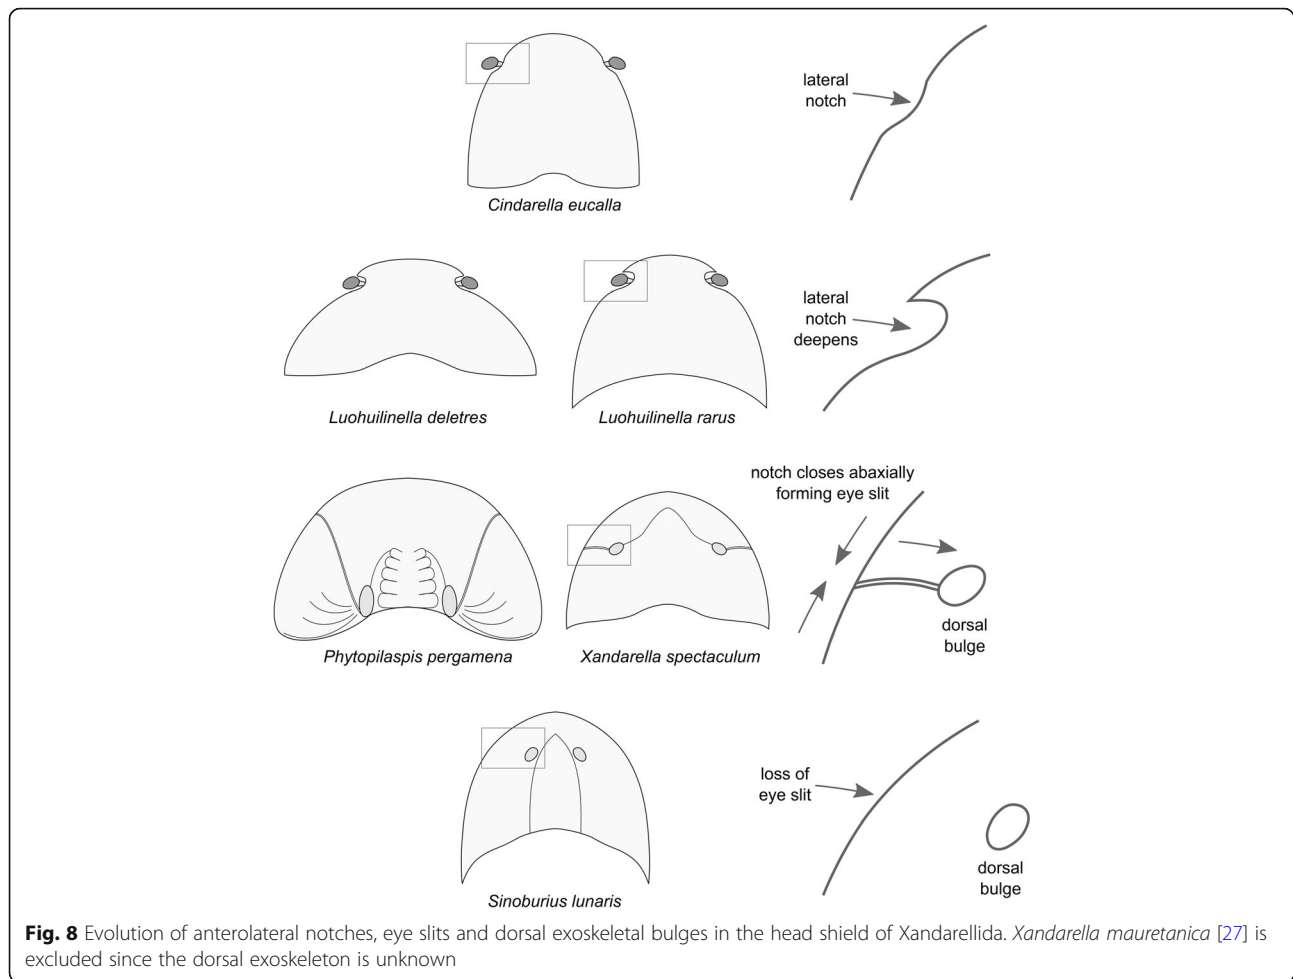 lateral
notch
Cindarella eucalla
lateral
notch
deepens
Luohuilinella deletres
Luohuilinella rarus
notch closes abaxially
forming eye slit
dorsal
bulge
Phytopilaspis pergamena
Xandarella spectaculum
loss of
eye slit
dorsal
bulge
Sinoburius lunaris
Fig. 8 Evolution of anterolateral notches, eye slits and dorsal exoskeletal bulges in the head shield of Xandarellida. Xandarella mauretanica [27] is
excluded since the dorsal exoskeleton is unknown